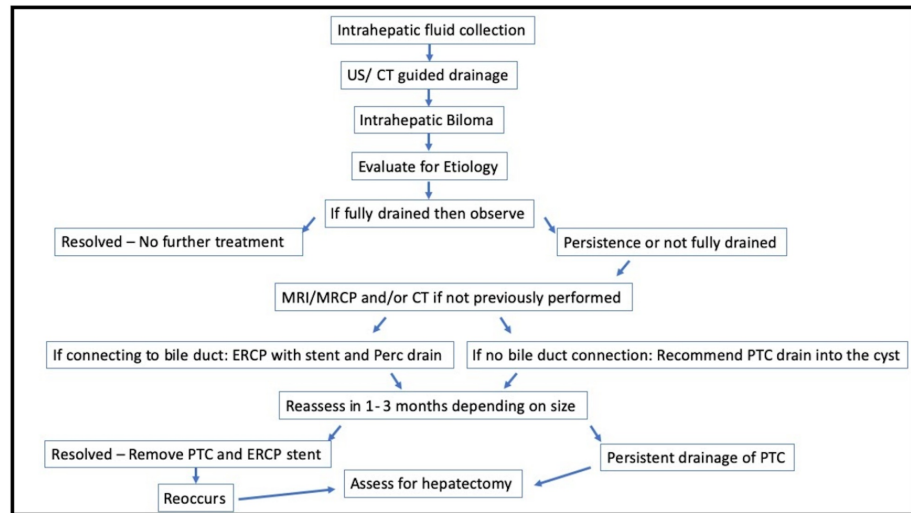 Intrahepatic fluid collection
US/ CT guided drainage
Intrahepatic Biloma
Evaluate for Etiology
If fully drained then observe
Resolved – No further treatment
Persistence or not fully drained
MRI/MRCP and/or CT if not previously performed
If connecting to bile duct: ERCP with stent and Perc drain
If no bile duct connection: Recommend PTC drain into the cyst
Reassess in 1- 3 months depending on size
Resolved – Remove PTC and ERCP stent
Persistent drainage of PTC
Reoccurs
Assess for hepatectomy